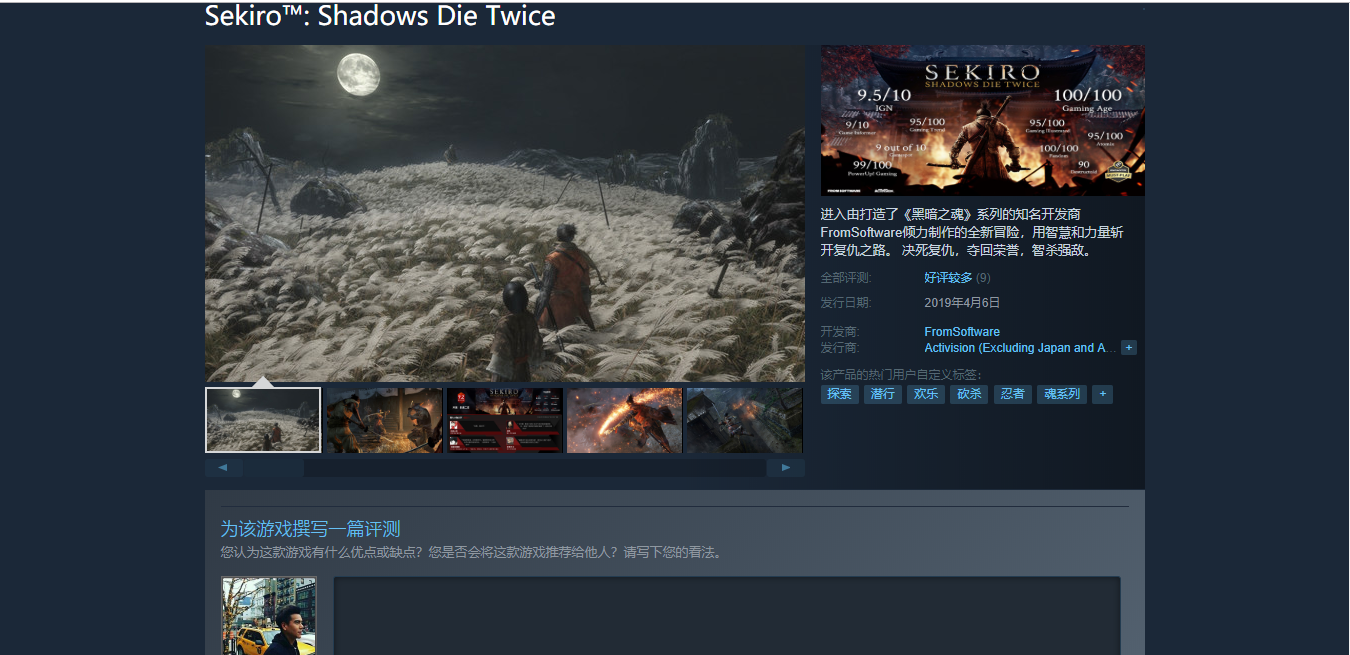 Sekiro™: Shadows Die Twice
SEKIRO
SHADOWS DIE TWICE
9.5/10
IGN
100/100
Gaming Age
9/10
Game Informer
95/100
Gaming Trend
95/100
95/100
9 out of 10
100/100
99/100
PowerUp! Gaming
90
Destructoid
进入由打造了《黑暗之魂》系列的知名开发商
FromSoftware倾力制作的全新冒险，用智慧和力量斩
开复仇之路。 决死复仇，夺回荣誉，智杀强敌。
全部评测: 好评较多 (9)
发行日期: 2019年4月6日
开发商: FromSoftware
发行商: Activision (Excluding Japan and A... +
该产品的热门用户自定义标签：
探索 潜行 欢乐 砍杀 忍者 魂系列 +
为该游戏撰写一篇评测
您认为这款游戏有什么优点或缺点？您是否会将这款游戏推荐给他人？请写下您的看法。